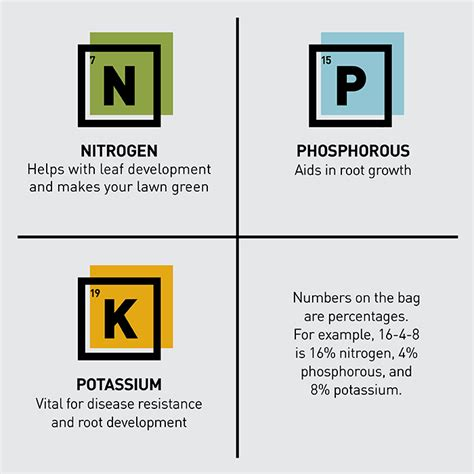 7
N
NITROGEN
Helps with leaf development
and makes your lawn green
15
P
PHOSPHOROUS
Aids in root growth
19
K
POTASSIUM
Vital for disease resistance
and root development
Numbers on the bag
are percentages.
For example, 16-4-8
is 16% nitrogen, 4%
phosphorous, and
8% potassium.